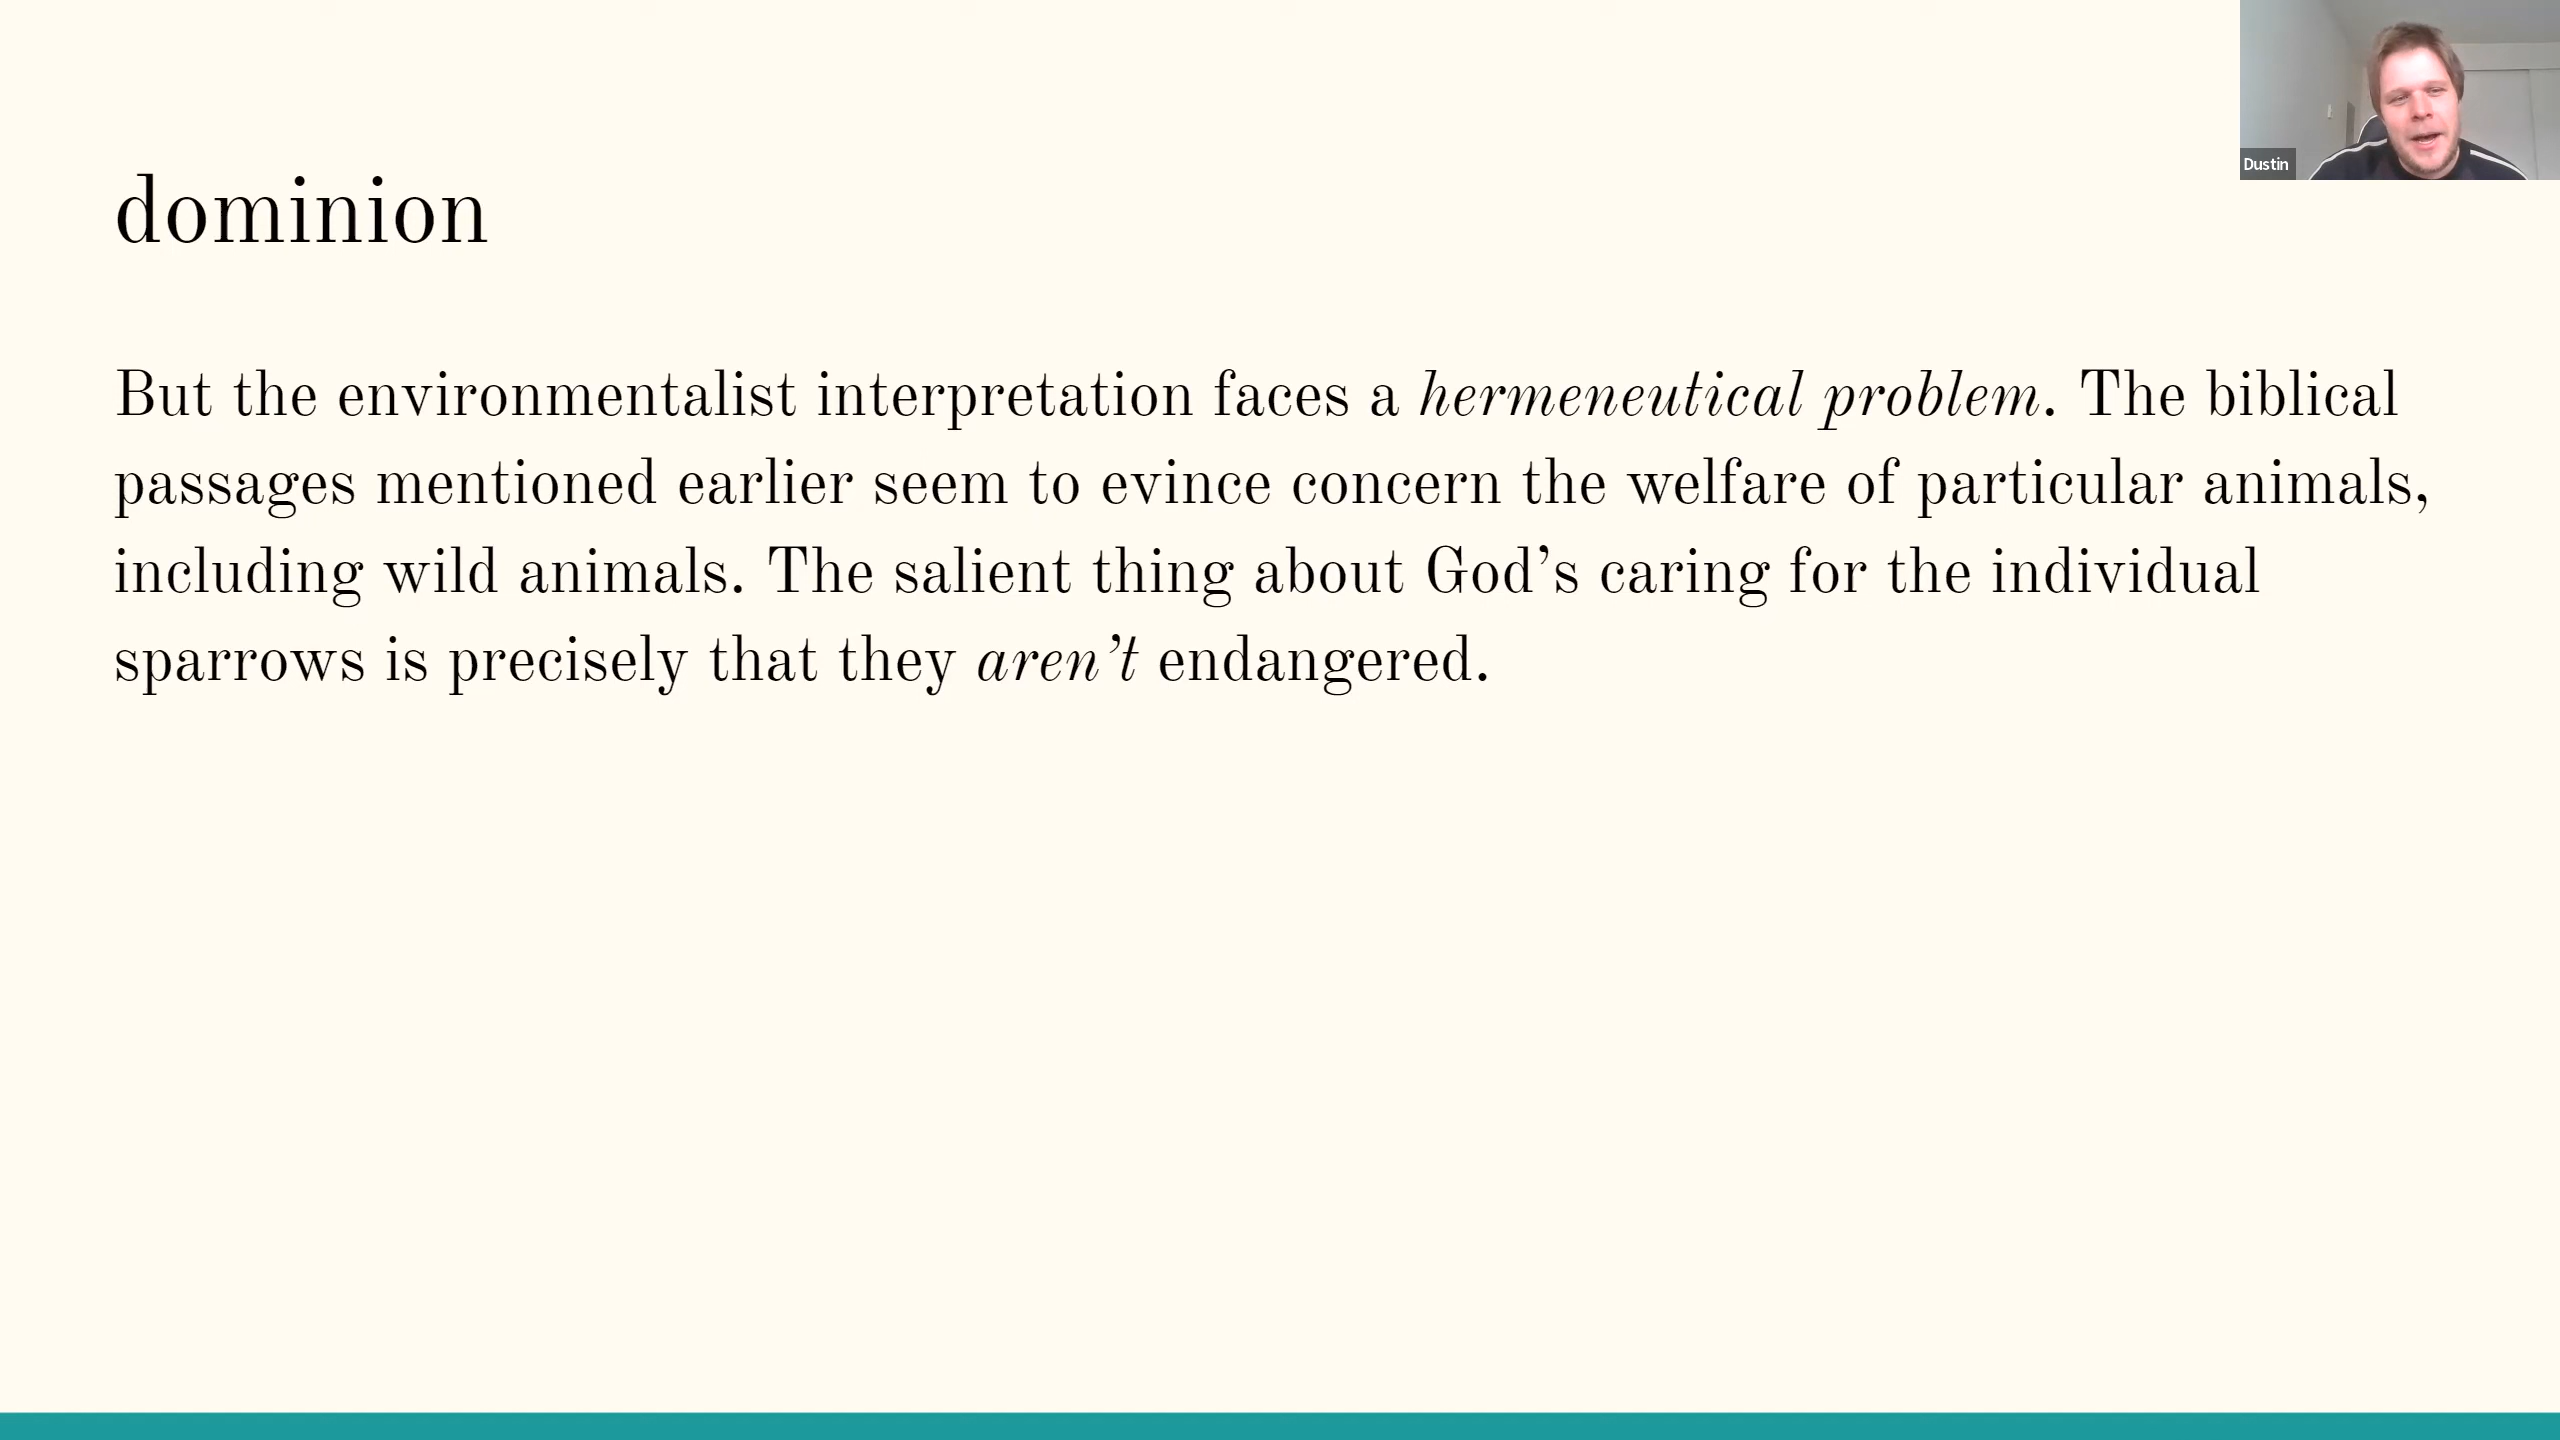 Dustin
dominion
But the environmentalist interpretation faces a hermeneutical problem. The biblical
passages mentioned earlier seem to evince concern the welfare of particular animals,
including wild animals. The salient thing about God’s caring for the individual
sparrows is precisely that they aren’t endangered.